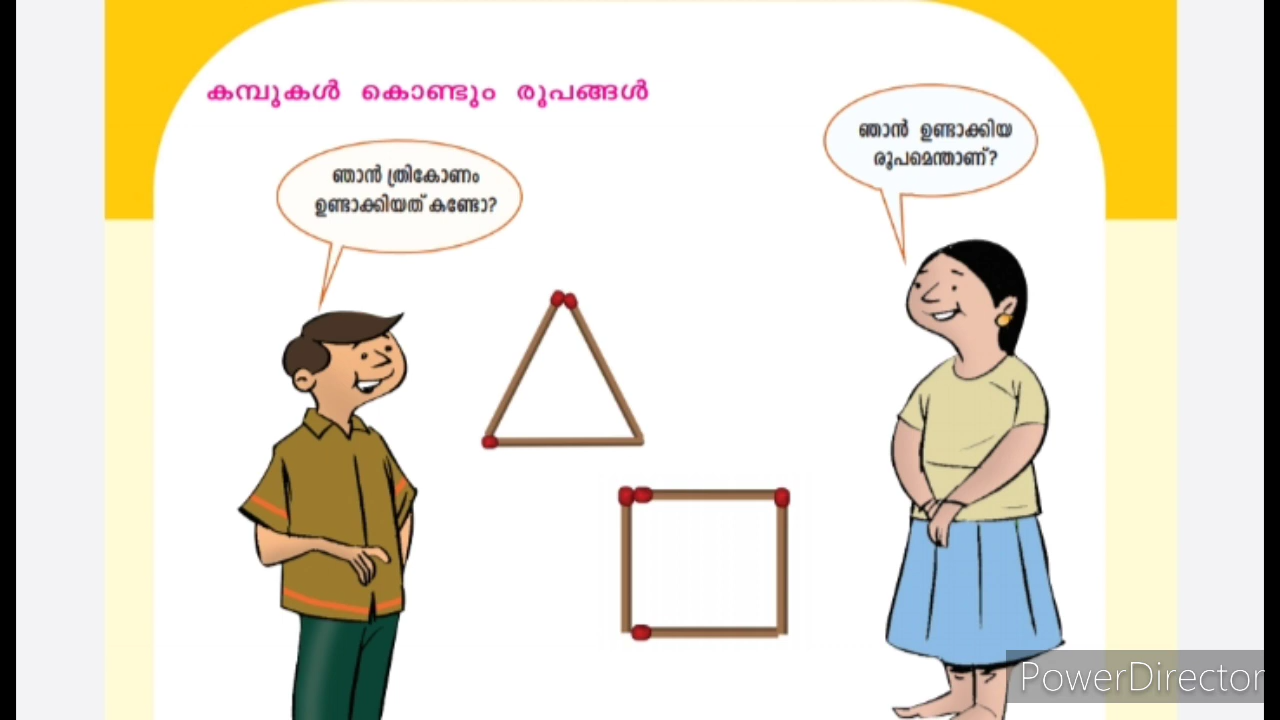 കമ്പുകൾ കൊണ്ടും രൂപങ്ങൾ
ഞാൻ ത്രികോണം
ഉണ്ടാക്കിയത് കണ്ടോ?
ഞാൻ ഉണ്ടാക്കിയ
രൂപമെന്താണ്?
PowerDirector